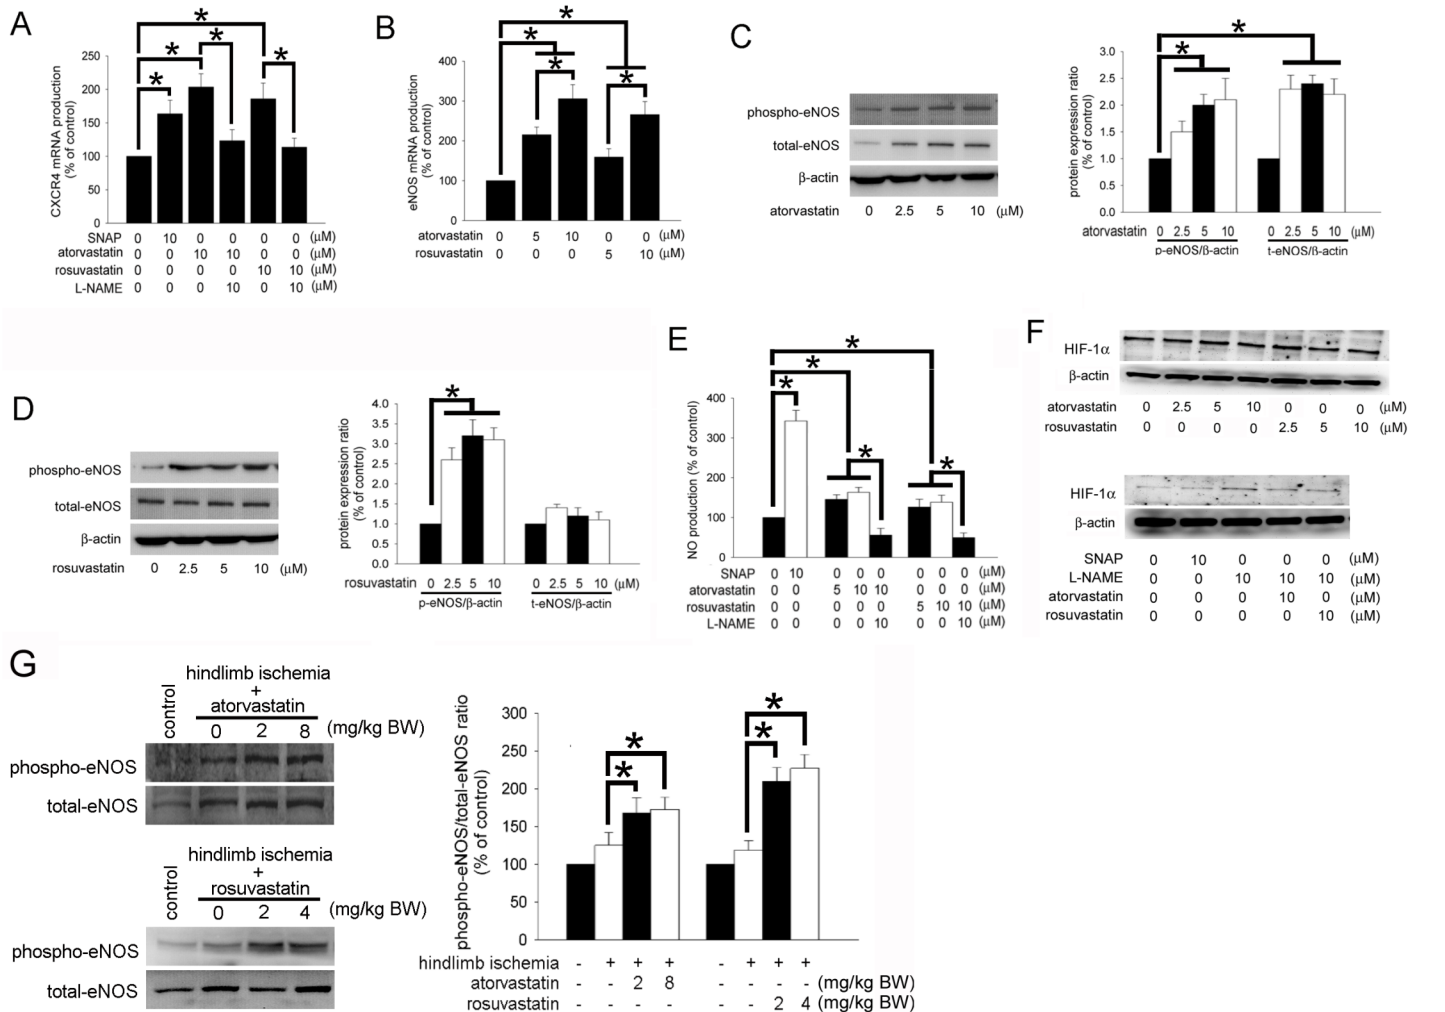 A
*
*
*
*
*
CXCR4 mRNA production
(% of control)
250
200
150
100
50
0
SNAP 0 10 0 0 0 0 (μM)
atorvastatin 0 0 10 10 0 0 (μM)
rosuvastatin 0 0 0 0 10 10 (μM)
L-NAME 0 0 0 10 0 10 (μM)
B
*
*
*
*
eNOS mRNA production
(% of control)
400
300
200
100
0
atorvastatin 0 5 10 0 0 (μM)
rosuvastatin 0 0 0 5 10 (μM)
C
phospho-eNOS
total-eNOS
β-actin
atorvastatin 0 2.5 5 10 (μM)
*
*
protein expression ratio
(% of control)
3.0
2.5
2.0
1.5
1.0
0.5
0.0
atorvastatin 0 2.5 5 10 0 2.5 5 10 (μM)
p-eNOS/β-actin t-eNOS/β-actin
D
phospho-eNOS
total-eNOS
β-actin
rosuvastatin 0 2.5 5 10 (μM)
*
protein expression ratio
(% of control)
4.0
3.5
3.0
2.5
2.0
1.5
1.0
0.5
0.0
rosuvastatin 0 2.5 5 10 0 2.5 5 10 (μM)
p-eNOS/β-actin t-eNOS/β-actin
E
*
*
*
*
*
NO production (% of control)
400
300
200
100
0
SNAP 0 10 0 0 0 0 0 0 (μM)
atorvastatin 0 0 5 10 10 0 0 0 (μM)
rosuvastatin 0 0 0 0 0 5 10 10 (μM)
L-NAME 0 0 0 0 10 0 0 10 (μM)
F
HIF-1α
β-actin
atorvastatin 0 2.5 5 10 0 0 0 (μM)
rosuvastatin 0 0 0 0 2.5 5 10 (μM)
HIF-1α
β-actin
SNAP 0 10 0 0 0 (μM)
L-NAME 0 0 10 10 10 (μM)
atorvastatin 0 0 0 10 0 (μM)
rosuvastatin 0 0 0 0 10 (μM)
G
control
hindlimb ischemia
+
atorvastatin
0 2 8 (mg/kg BW)
phospho-eNOS
total-eNOS
control
hindlimb ischemia
+
rosuvastatin
0 2 4 (mg/kg BW)
phospho-eNOS
total-eNOS
*
*
*
*
phospho-eNOS/total-eNOS ratio
(% of control)
300
250
200
150
100
50
0
hindlimb ischemia - + + + - + + +
atorvastatin - - 2 8 - - - - (mg/kg BW)
rosuvastatin - - - - - - 2 4 (mg/kg BW)